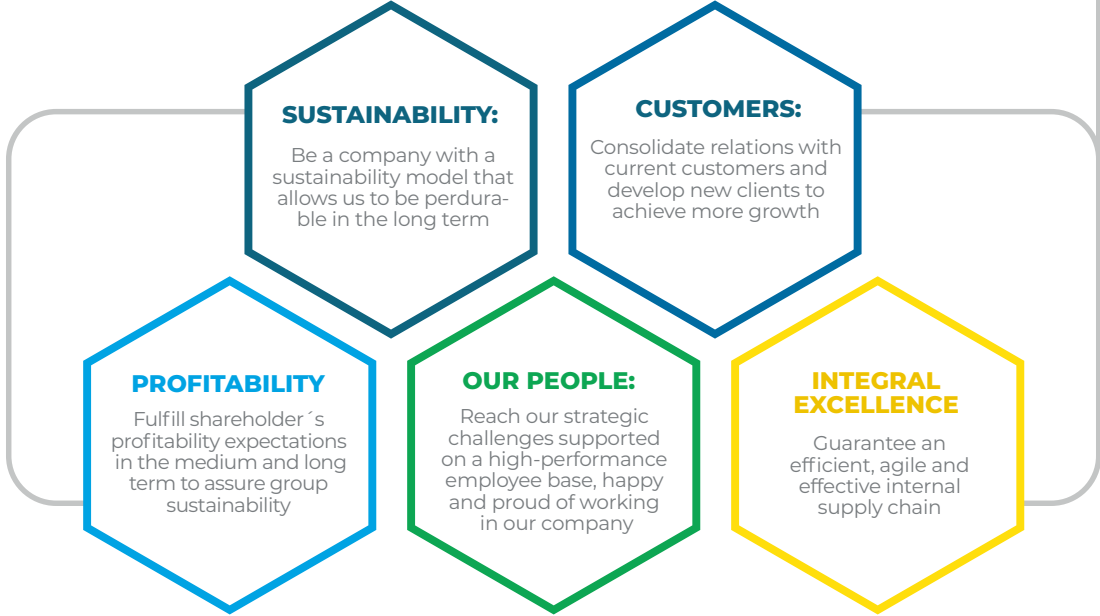 SUSTAINABILITY:
Be a company with a
sustainability model that
allows us to be perdura-
ble in the long term
CUSTOMERS:
Consolidate relations with
current customers and
develop new clients to
achieve more growth
PROFITABILITY
Fulfill shareholder´s
profitability expectations
in the medium and long
term to assure group
sustainability
OUR PEOPLE:
Reach our strategic
challenges supported
on a high-performance
employee base, happy
and proud of working
in our company
INTEGRAL
EXCELLENCE
Guarantee an
efficient, agile and
effective internal
supply chain